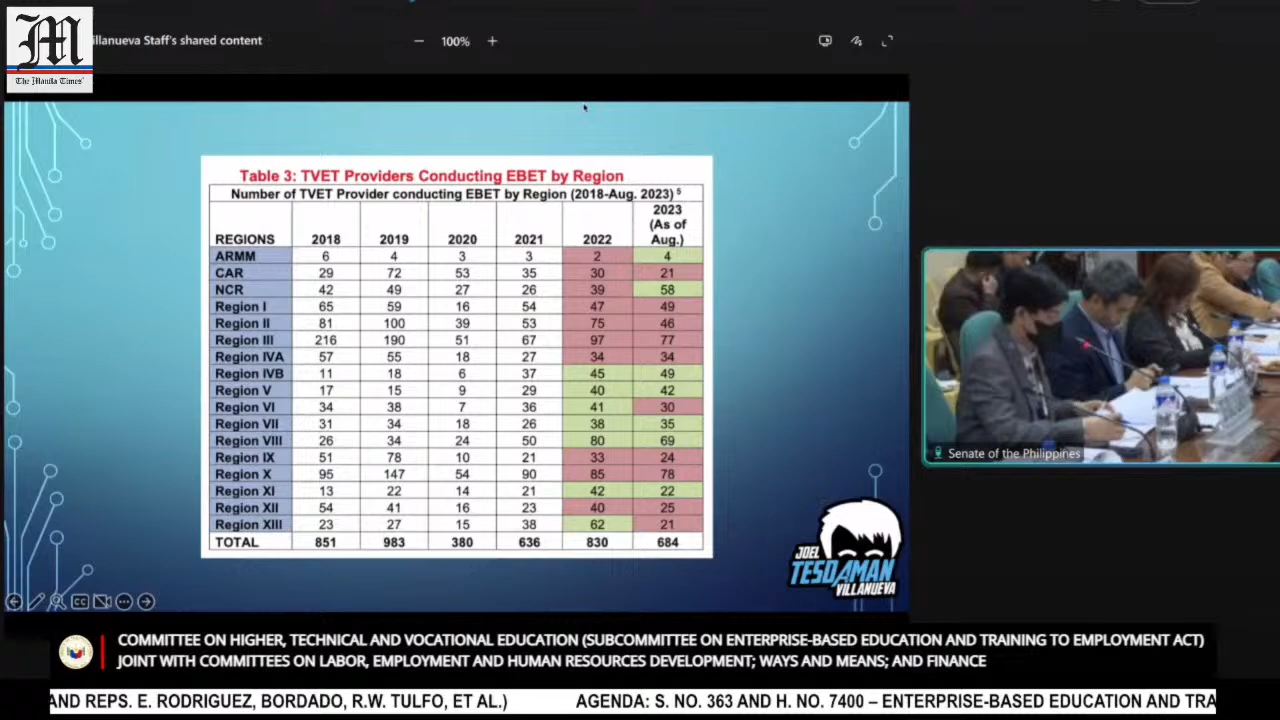 M
The Manila Times
illanueva Staff's shared content
− 100% +
Table 3: TVET Providers Conducting EBET by Region
Number of TVET Provider conducting EBET by Region (2018-Aug. 2023) 5
REGIONS 2018 2019 2020 2021 2022 2023 (As of Aug.)
ARMM 6 4 3 3 2 4
CAR 29 72 53 35 30 21
NCR 42 49 27 26 39 58
Region I 65 59 16 54 47 49
Region II 81 100 39 53 75 46
Region III 216 190 51 67 97 77
Region IVA 57 55 18 27 34 34
Region IVB 11 18 6 37 45 49
Region V 17 15 9 29 40 42
Region VI 34 38 7 36 41 30
Region VII 31 34 18 26 38 35
Region VIII 26 34 24 50 80 69
Region IX 51 78 10 21 33 24
Region X 95 147 54 90 85 78
Region XI 13 22 14 21 42 22
Region XII 54 41 16 23 40 25
Region XIII 23 27 15 38 62 21
TOTAL 851 983 380 636 830 684
JOEL
TESDAMAN
VILLANUEVA
CC
Senate of the Philippines
COMMITTEE ON HIGHER, TECHNICAL AND VOCATIONAL EDUCATION (SUBCOMMITTEE ON ENTERPRISE-BASED EDUCATION AND TRAINING TO EMPLOYMENT ACT)
JOINT WITH COMMITTEES ON LABOR, EMPLOYMENT AND HUMAN RESOURCES DEVELOPMENT; WAYS AND MEANS; AND FINANCE
AND REPS. E. RODRIGUEZ, BORDADO, R.W. TULFO, ET AL.) AGENDA: S. NO. 363 AND H. NO. 7400 – ENTERPRISE-BASED EDUCATION AND TRA